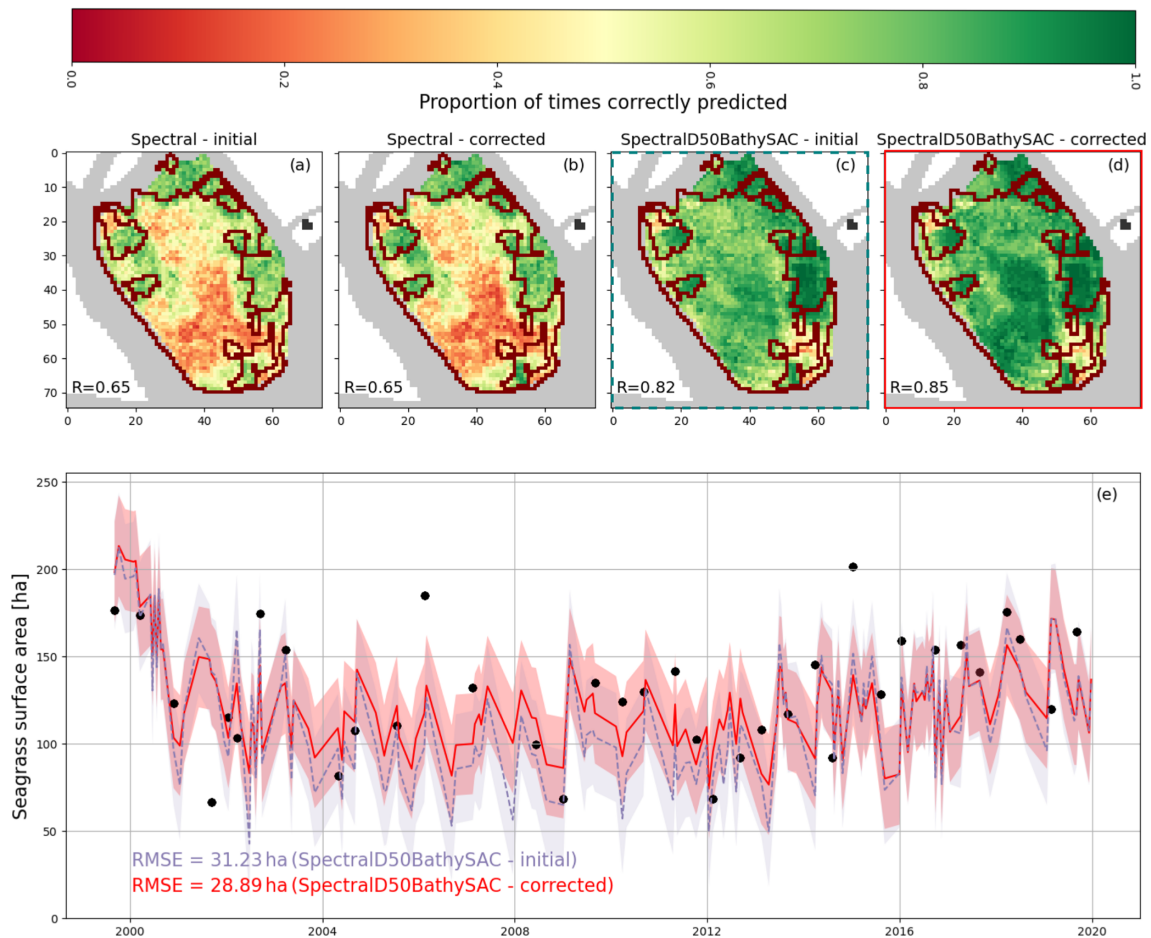 0.0 0.2 0.4 0.6 0.8 1.0
Proportion of times correctly predicted
Spectral - initial
Spectral - corrected
SpectralD50BathySAC - initial
SpectralD50BathySAC - corrected
0
10
20
30
40
50
60
70
(a)
(b)
(c)
(d)
R=0.65
R=0.65
R=0.82
R=0.85
0 20 40 60
0 20 40 60
0 20 40 60
0 20 40 60
(e)
Seagrass surface area [ha]
250
200
150
100
50
0
RMSE = 31.23 ha (SpectralD50BathySAC - initial)
RMSE = 28.89 ha (SpectralD50BathySAC - corrected)
2000 2004 2008 2012 2016 2020